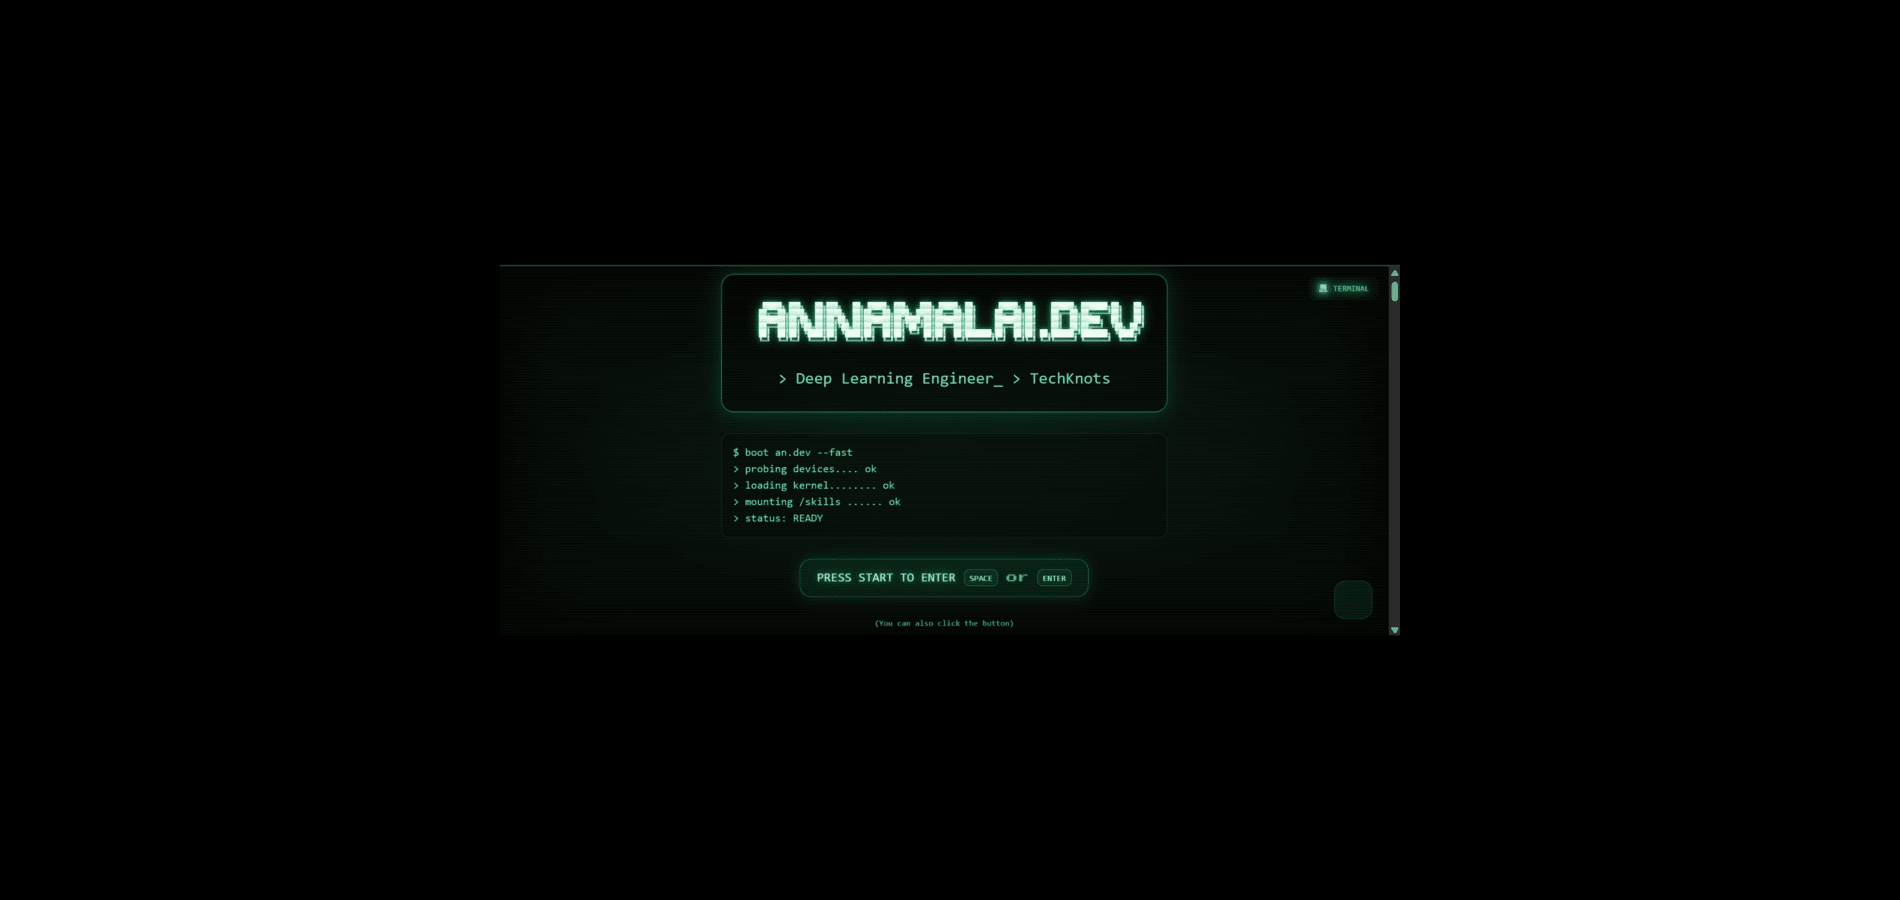 ANNAMALAI.DEV
TERMINAL
> Deep Learning Engineer_ > TechKnots
$ boot an.dev --fast
> probing devices.... ok
> loading kernel........ ok
> mounting /skills ...... ok
> status: READY
PRESS START TO ENTER SPACE or ENTER
(You can also click the button)